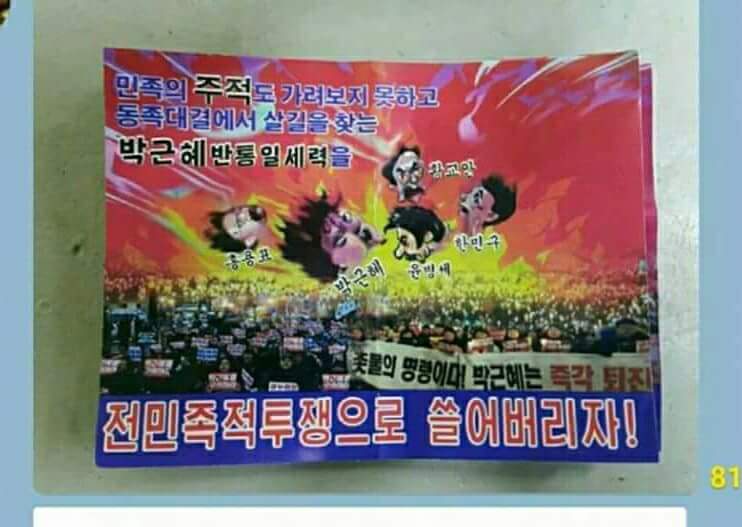 민족의 주적도 가려보지 못하고
동족대결에서 살길을 찾는
박근혜반통일세력을
황교안
홍용표
박근혜
윤병세
한민구
촛불의 명령이다! 박근혜는 즉각 퇴진
전민족적투쟁으로 쓸어버리자!
81